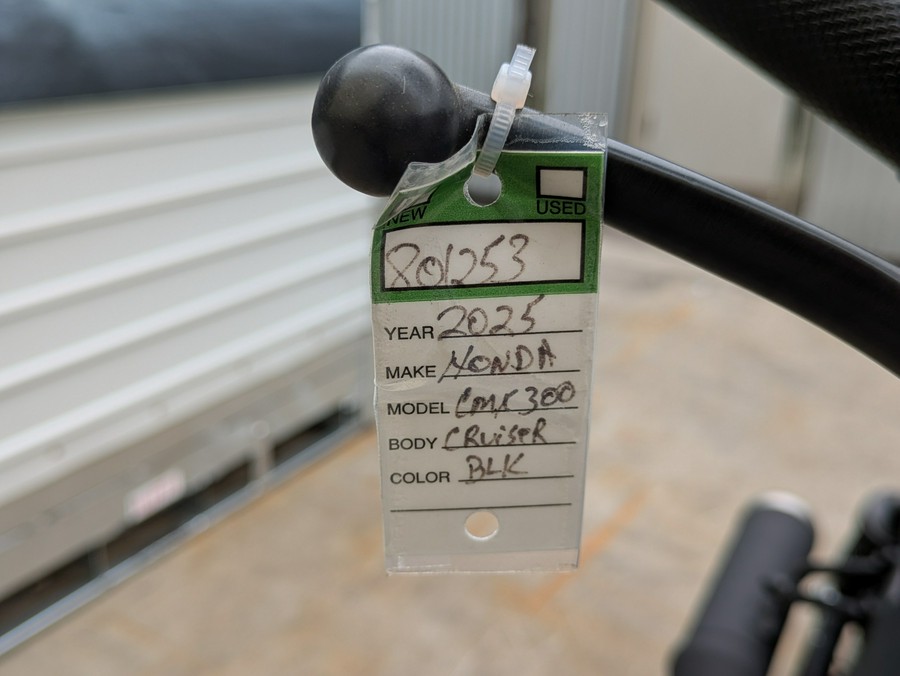 NEW USED
801253
YEAR 2025
MAKE HONDA
MODEL CMX300
BODY CRUISER
COLOR BLK